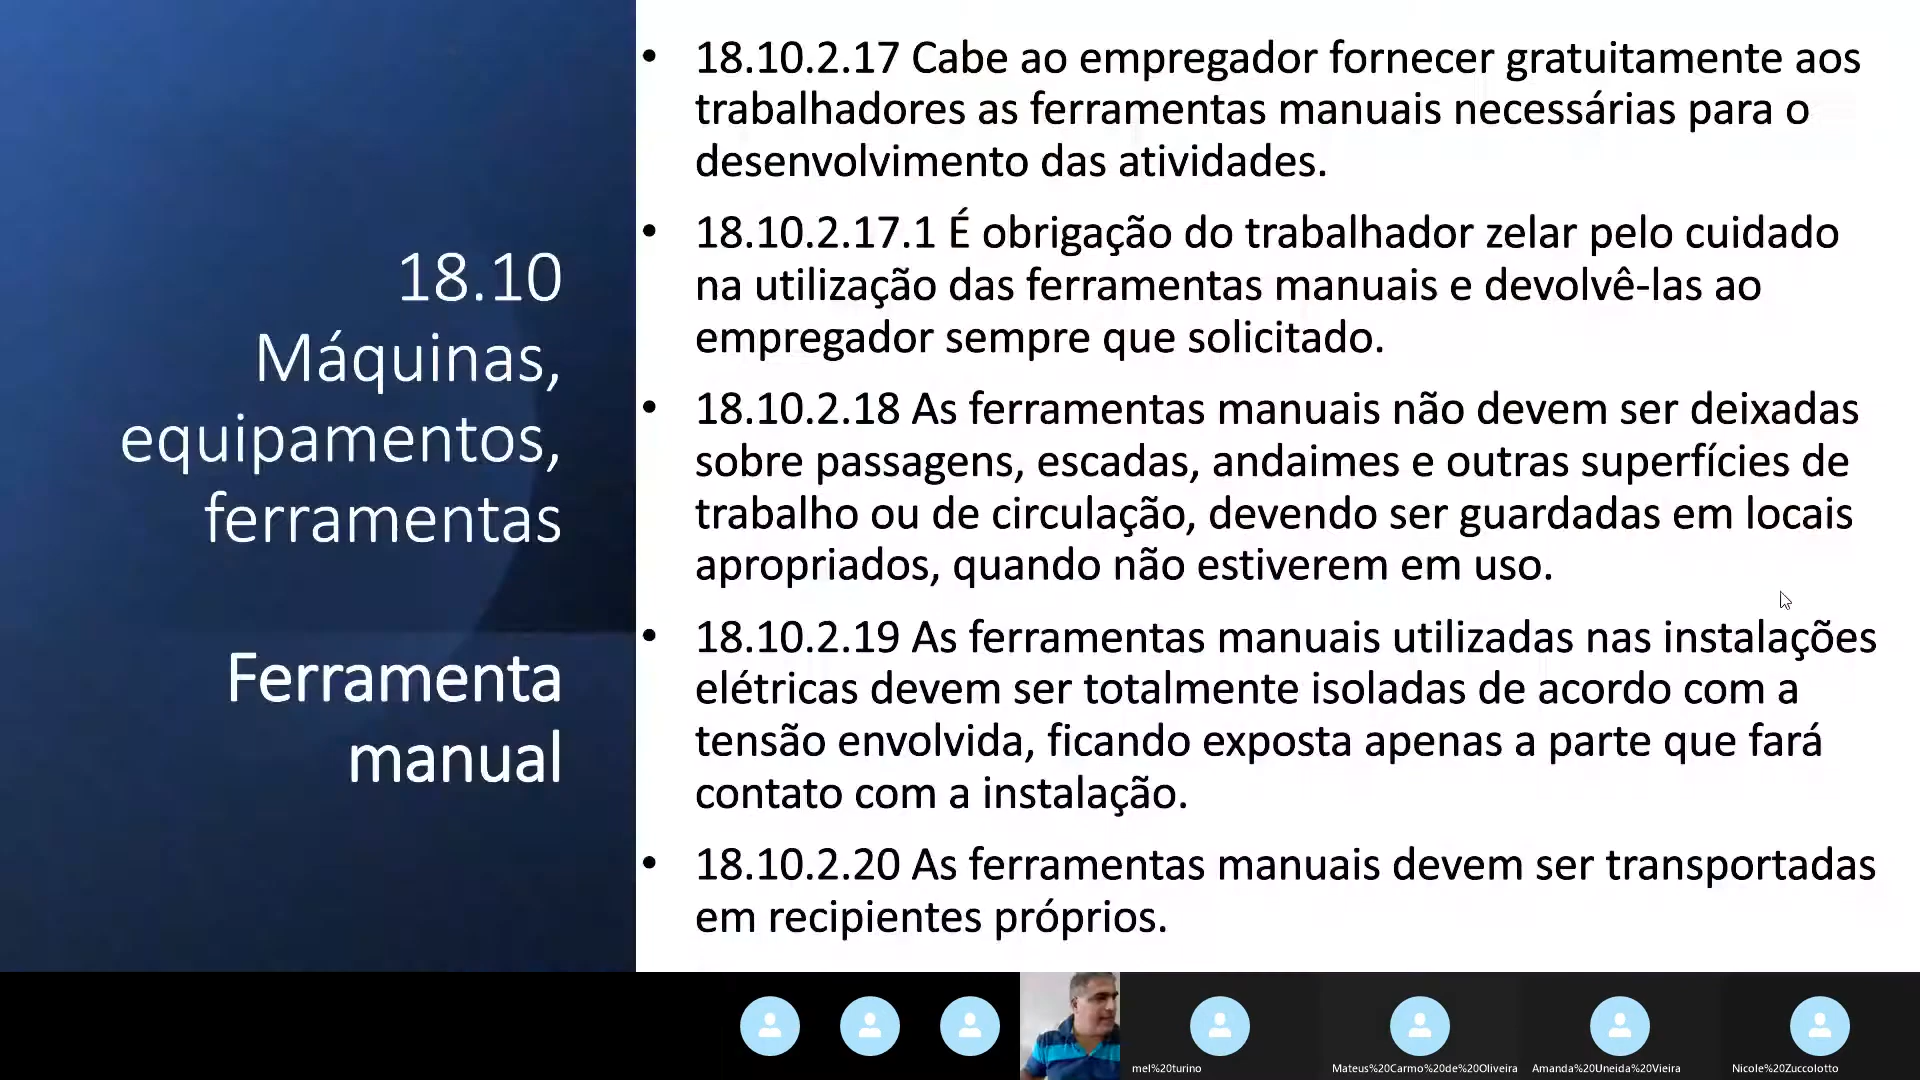 18.10
Máquinas,
equipamentos,
ferramentas
Ferramenta
manual
• 18.10.2.17 Cabe ao empregador fornecer gratuitamente aos
trabalhadores as ferramentas manuais necessárias para o
desenvolvimento das atividades.
• 18.10.2.17.1 É obrigação do trabalhador zelar pelo cuidado
na utilização das ferramentas manuais e devolvê-las ao
empregador sempre que solicitado.
• 18.10.2.18 As ferramentas manuais não devem ser deixadas
sobre passagens, escadas, andaimes e outras superfícies de
trabalho ou de circulação, devendo ser guardadas em locais
apropriados, quando não estiverem em uso.
• 18.10.2.19 As ferramentas manuais utilizadas nas instalações
elétricas devem ser totalmente isoladas de acordo com a
tensão envolvida, ficando exposta apenas a parte que fará
contato com a instalação.
• 18.10.2.20 As ferramentas manuais devem ser transportadas
em recipientes próprios.
mel%20turino
Mateus%20Carmo%20de%20Oliveira
Amanda%20Uneida%20Vieira
Nicole%20Zuccolotto